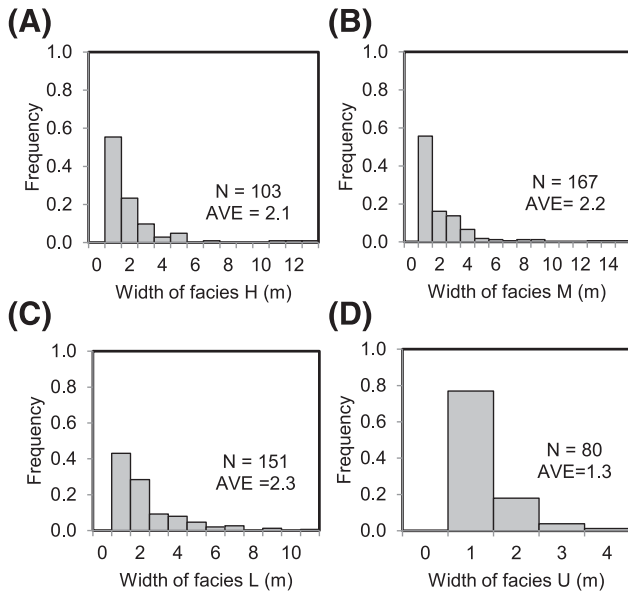 (A)
1.0
0.8
0.6
0.4
0.2
0.0
Frequency
N = 103
AVE = 2.1
0 2 4 6 8 10 12
Width of facies H (m)
(B)
1.0
0.8
0.6
0.4
0.2
0.0
Frequency
N = 167
AVE= 2.2
0 2 4 6 8 10 12 14
Width of facies M (m)
(C)
1.0
0.8
0.6
0.4
0.2
0.0
Frequency
N = 151
AVE =2.3
0 2 4 6 8 10
Width of facies L (m)
(D)
1.0
0.8
0.6
0.4
0.2
0.0
Frequency
N = 80
AVE=1.3
0 1 2 3 4
Width of facies U (m)